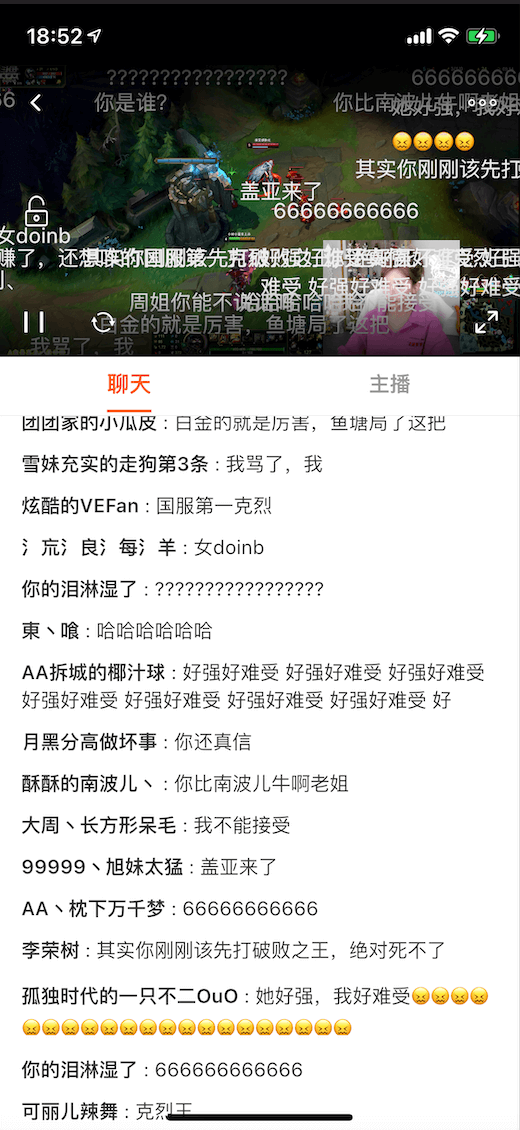 18:52
?????????????????
666666666
你是谁?
你比南波儿牛啊老姐
她好强，我好难受
😖😖😖😖
其实你刚刚该先打
盖亚来了
66666666666
女doinb
赚了，还想
国服第一克烈
好强好难受 好强好难受
周姐你能不
哈哈哈哈哈哈
我不能接受
白金的就是厉害，鱼塘局了这把
我骂了，我
聊天
主播
团团家的小瓜皮：白金的就是厉害，鱼塘局了这把
雪妹充实的走狗第3条：我骂了，我
炫酷的VEFan：国服第一克烈
氵巟氵良氵每氵羊：女doinb
你的泪淋湿了：?????????????????
東丶喰：哈哈哈哈哈哈
AA拆城的椰汁球：好强好难受 好强好难受 好强好难受
好强好难受 好强好难受 好强好难受 好强好难受 好
月黑分高做坏事：你还真信
酥酥的南波儿丶：你比南波儿牛啊老姐
大周丶长方形呆毛：我不能接受
99999丶旭妹太猛：盖亚来了
AA丶枕下万千梦：66666666666
李荣树：其实你刚刚该先打破败之王，绝对死不了
孤独时代的一只不二OuO：她好强，我好难受😖😖😖😖
😖😖😖😖😖😖😖😖😖😖😖😖😖😖😖😖😖
你的泪淋湿了：666666666666
可丽儿辣舞：克烈王